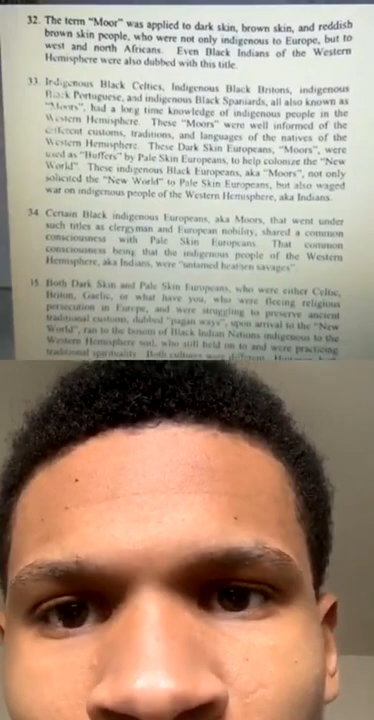 32. The term "Moor" was applied to dark skin, brown skin, and reddish
brown skin people, who were not only indigenous to Europe, but to
west and north Africans. Even Black Indians of the Western
Hemisphere were also dubbed with this title.
33. Indigenous Black Celtics, Indigenous Black Britons, indigenous
Black Portuguese, and indigenous Black Spaniards, all also known as
"Moors", had a long time knowledge of indigenous people in the
Western Hemisphere. These "Moors" were well informed of the
different customs, traditions, and languages of the natives of the
Western Hemisphere. These Dark Skin Europeans, "Moors", were
used as "Buffers" by Pale Skin Europeans, to help colonize the "New
World". These indigenous Black Europeans, aka "Moors", not only
solicited the "New World" to Pale Skin Europeans, but also waged
war on indigenous people of the Western Hemisphere, aka Indians.
34 Certain Black indigenous Europeans, aka Moors, that went under
such titles as clergyman and European nobility, shared a common
consciousness with Pale Skin Europeans. That common
consciousness being that the indigenous people of the Western
Hemisphere, aka Indians, were "untamed heathen savages"
35. Both Dark Skin and Pale Skin Europeans, who were either Celtic,
Briton, Gaelic, or what have you, who were fleeing religious
persecution in Europe, and were struggling to preserve ancient
traditional customs, dubbed "pagan ways", upon arrival to the "New
World", ran to the bosom of Black Indian Nations indigenous to the
Western Hemisphere soil, who still held on to and were practicing
traditional spirituality. Both cultures were different.